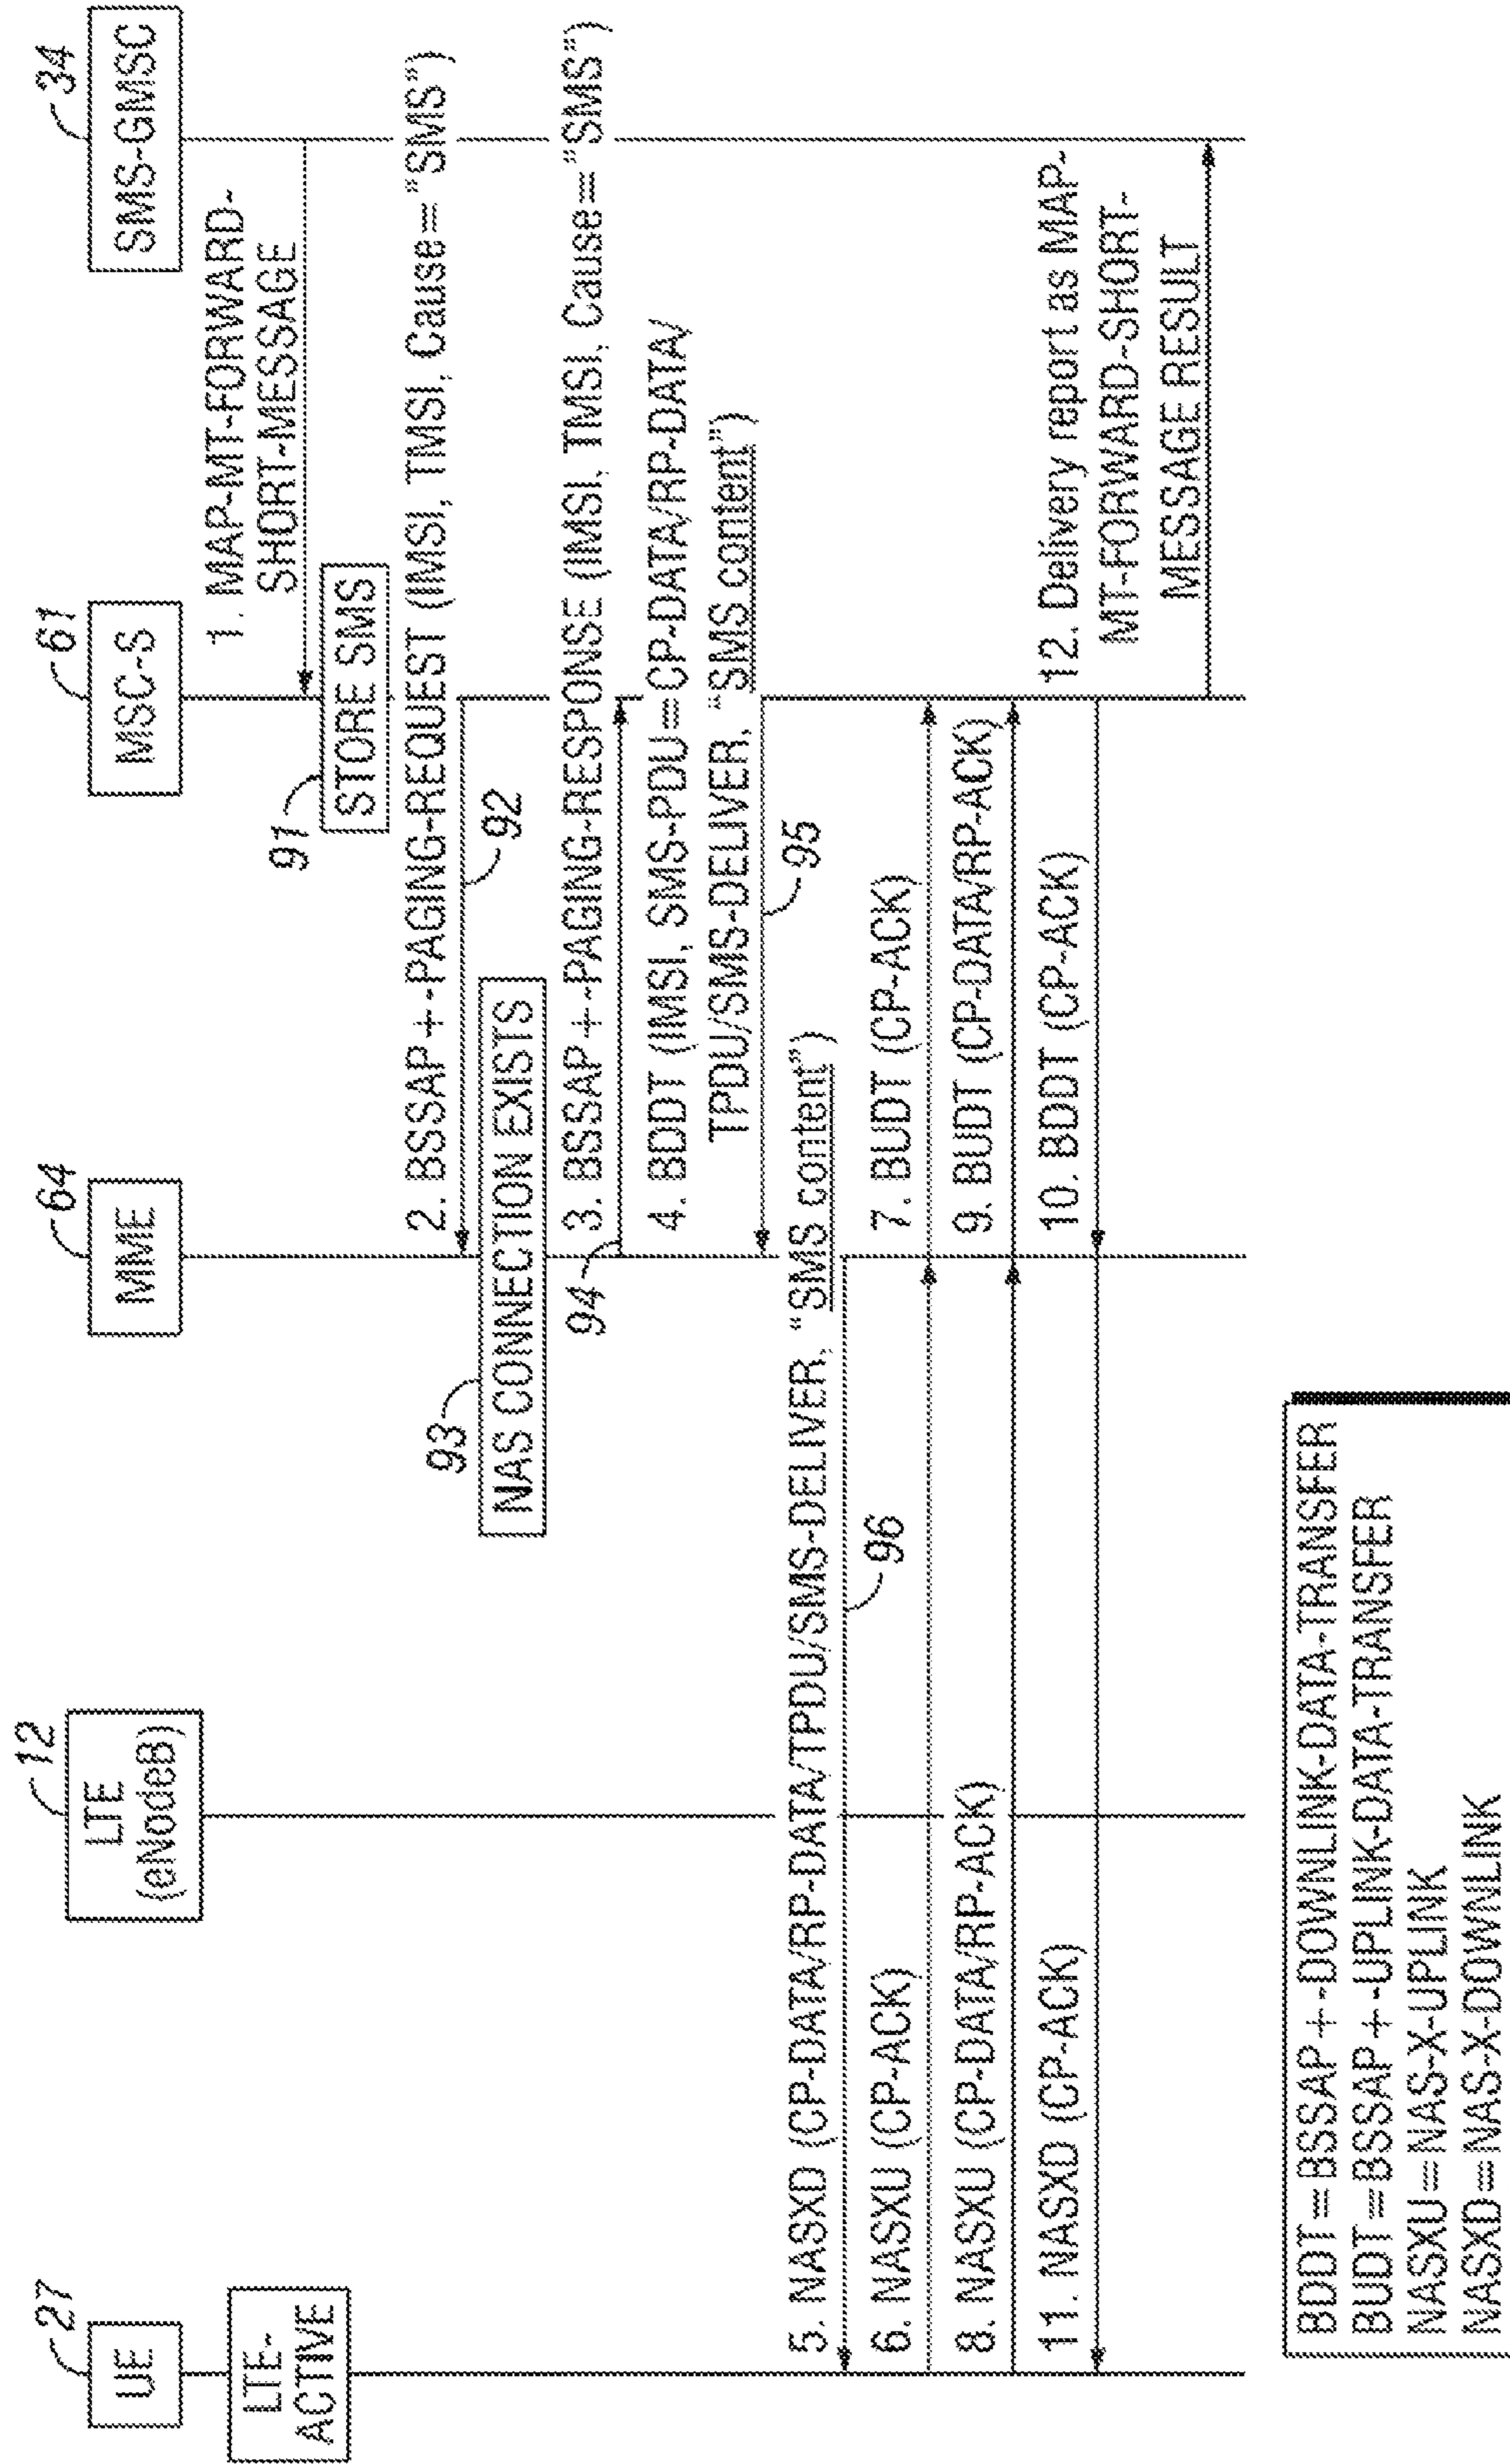 27
UE
LTE-
ACTIVE
12
LTE
(eNodeB)
64
MME
61
MSC-S
34
SMS-GMSC
1. MAP-MT-FORWARD-
SHORT-MESSAGE
91
STORE SMS
2. BSSAP+-PAGING-REQUEST (IMSI, TMSI, Cause="SMS")
92
93
NAS CONNECTION EXISTS
3. BSSAP+-PAGING-RESPONSE (IMSI, TMSI, Cause="SMS")
94
4. BDDT (IMSI, SMS-PDU=CP-DATA/RP-DATA/
TPDU/SMS-DELIVER, "SMS content")
95
5. NASXD (CP-DATA/RP-DATA/TPDU/SMS-DELIVER, "SMS content")
96
6. NASXU (CP-ACK)
7. BUDT (CP-ACK)
8. NASXU (CP-DATA/RP-ACK)
9. BUDT (CP-DATA/RP-ACK)
10. BDDT (CP-ACK)
11. NASXD (CP-ACK)
12. Delivery report as MAP-
MT-FORWARD-SHORT-
MESSAGE RESULT
BDDT=BSSAP+-DOWNLINK-DATA-TRANSFER
BUDT=BSSAP+-UPLINK-DATA-TRANSFER
NASXU=NAS-X-UPLINK
NASXD=NAS-X-DOWNLINK